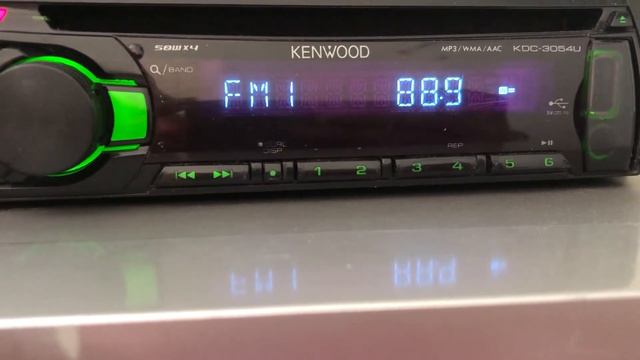 50W×4 KENWOOD MP3/WMA/AAC KDC-3054U
/BAND FM1 88.9
DISP REP
1 2 3 4 5 6